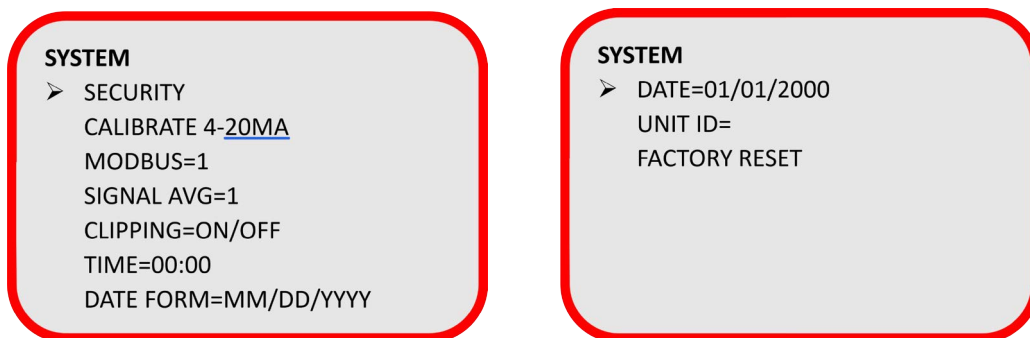 SYSTEM
➢ SECURITY
CALIBRATE 4-20MA
MODBUS=1
SIGNAL AVG=1
CLIPPING=ON/OFF
TIME=00:00
DATE FORM=MM/DD/YYYY
SYSTEM
➢ DATE=01/01/2000
UNIT ID=
FACTORY RESET